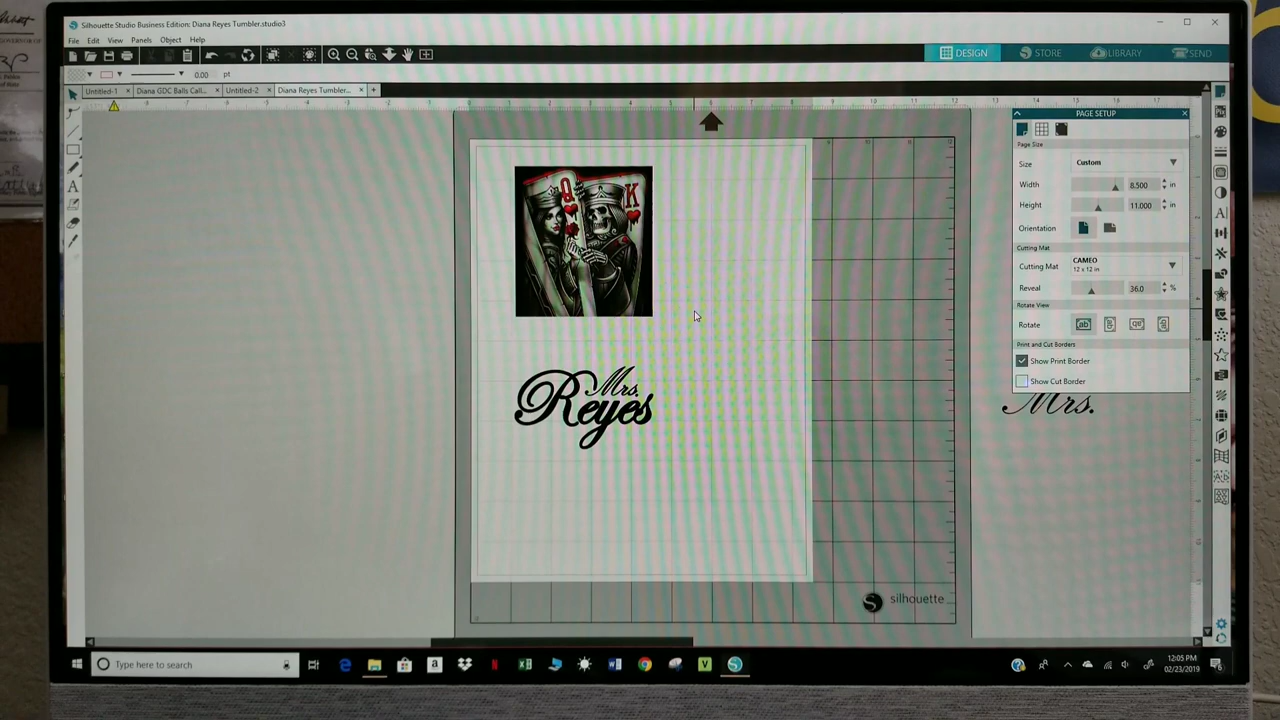 Silhouette Studio Business Edition: Diana Reyes Tumbler.studio3
File Edit View Panels Object Help
DESIGN STORE LIBRARY SEND
0.00 pt
Untitled-1 × Diana GDC Balls Call... × Untitled-2 × Diana Reyes Tumbler... × +
PAGE SETUP
Page Size
Size Custom
Width 8.500 in
Height 11.000 in
Orientation
Cutting Mat
Cutting Mat CAMEO
12 x 12 in
Reveal 36.0 %
Rotate View
Rotate
Print and Cut Borders
Show Print Border
Show Cut Border
Q K
Mrs.
Reyes
Mrs.
silhouette
Type here to search
12:05 PM
02/23/2019